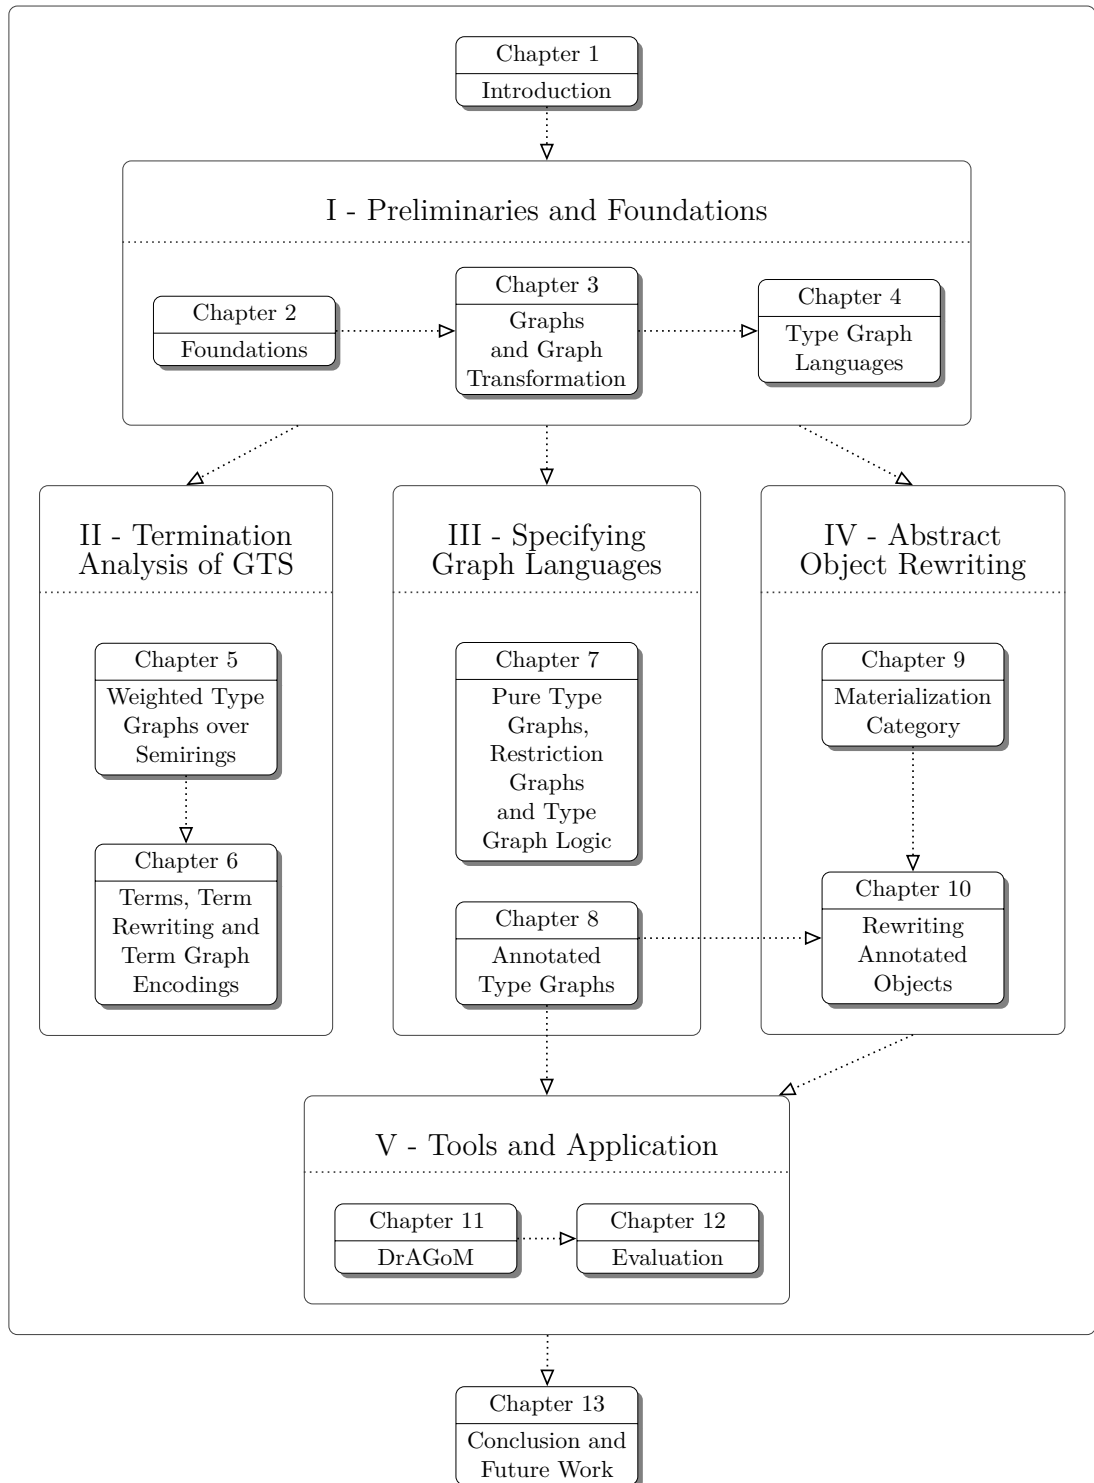 Chapter 1
Introduction
I - Preliminaries and Foundations
Chapter 2
Foundations
Chapter 3
Graphs
and Graph
Transformation
Chapter 4
Type Graph
Languages
II - Termination
Analysis of GTS
Chapter 5
Weighted Type
Graphs over
Semirings
Chapter 6
Terms, Term
Rewriting and
Term Graph
Encodings
III - Specifying
Graph Languages
Chapter 7
Pure Type
Graphs,
Restriction
Graphs
and Type
Graph Logic
Chapter 8
Annotated
Type Graphs
IV - Abstract
Object Rewriting
Chapter 9
Materialization
Category
Chapter 10
Rewriting
Annotated
Objects
V - Tools and Application
Chapter 11
DrAGoM
Chapter 12
Evaluation
Chapter 13
Conclusion and
Future Work